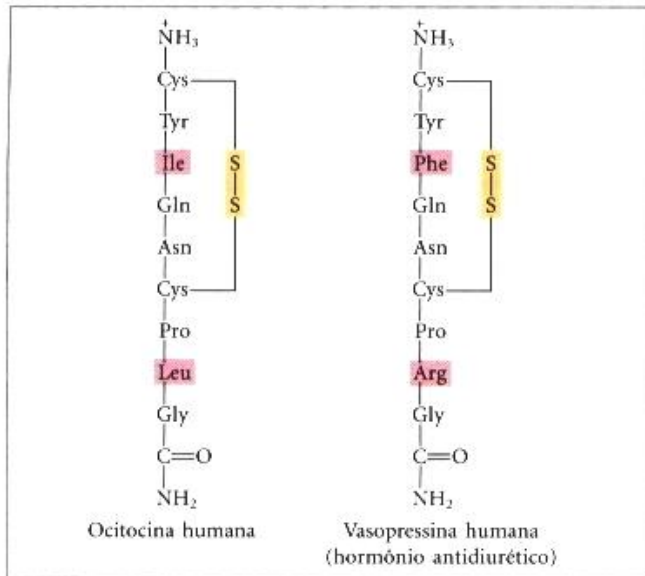 +
NH3
Cys
Tyr
Ile
Gln
Asn
Cys
Pro
Leu
Gly
C=O
NH2
S
S
Ocitocina humana
+
NH3
Cys
Tyr
Phe
Gln
Asn
Cys
Pro
Arg
Gly
C=O
NH2
S
S
Vasopressina humana
(hormônio antidiurético)